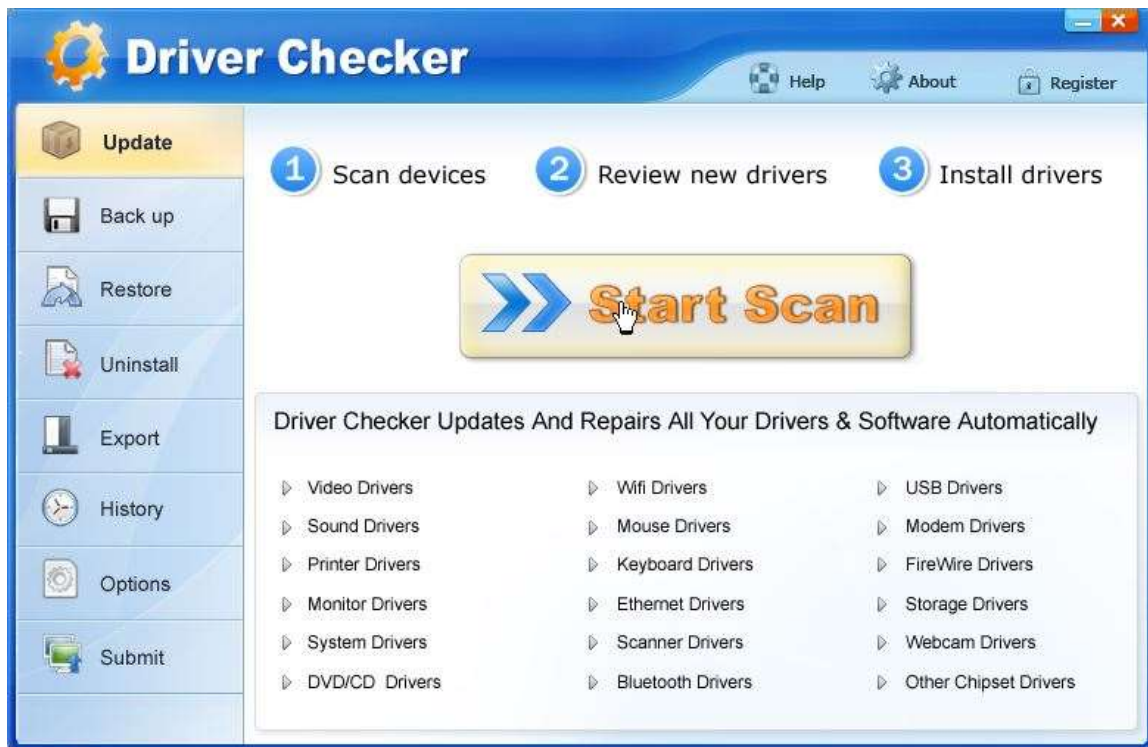 Driver Checker
Help
About
Register
Update
Back up
Restore
Uninstall
Export
History
Options
Submit
1 Scan devices
2 Review new drivers
3 Install drivers
Start Scan
Driver Checker Updates And Repairs All Your Drivers & Software Automatically
Video Drivers
Sound Drivers
Printer Drivers
Monitor Drivers
System Drivers
DVD/CD Drivers
Wifi Drivers
Mouse Drivers
Keyboard Drivers
Ethernet Drivers
Scanner Drivers
Bluetooth Drivers
USB Drivers
Modem Drivers
FireWire Drivers
Storage Drivers
Webcam Drivers
Other Chipset Drivers